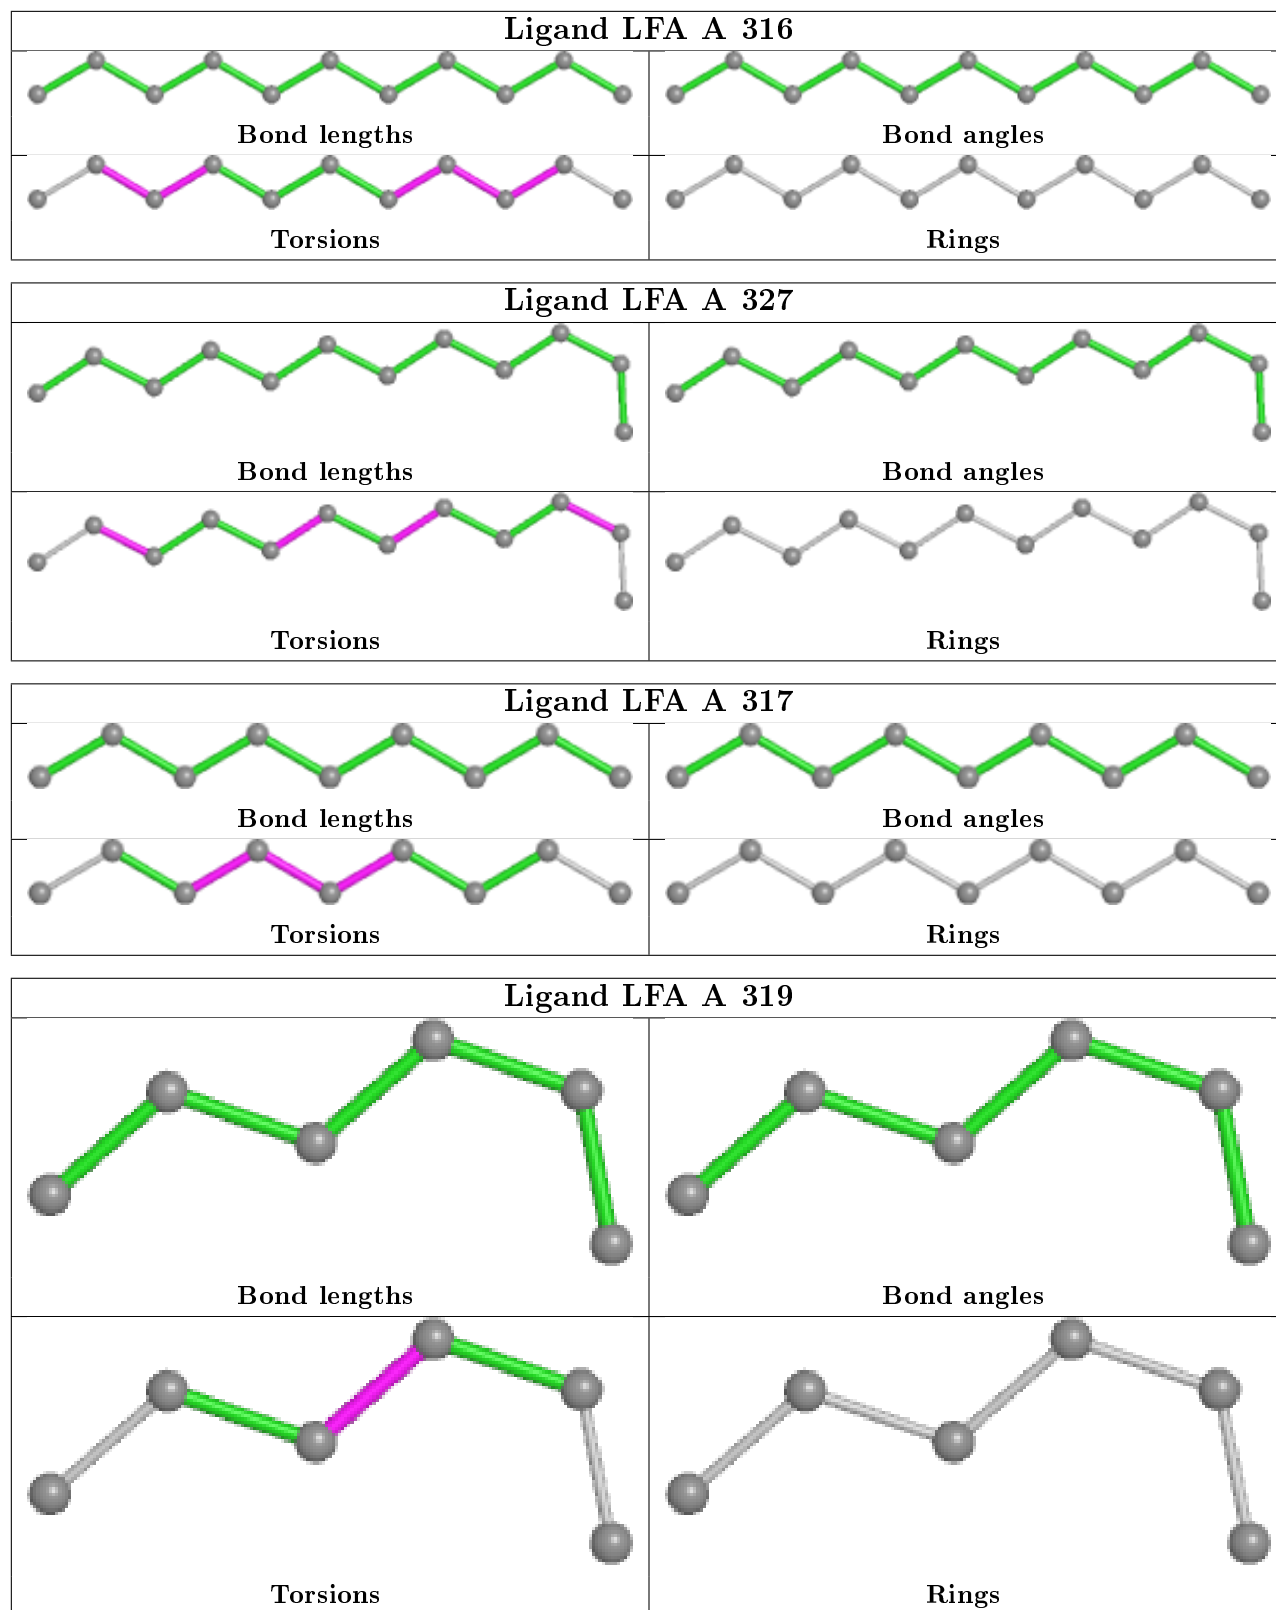 Ligand LFA A 316
Bond lengths
Bond angles
Torsions
Rings
Ligand LFA A 327
Bond lengths
Bond angles
Torsions
Rings
Ligand LFA A 317
Bond lengths
Bond angles
Torsions
Rings
Ligand LFA A 319
Bond lengths
Bond angles
Torsions
Rings